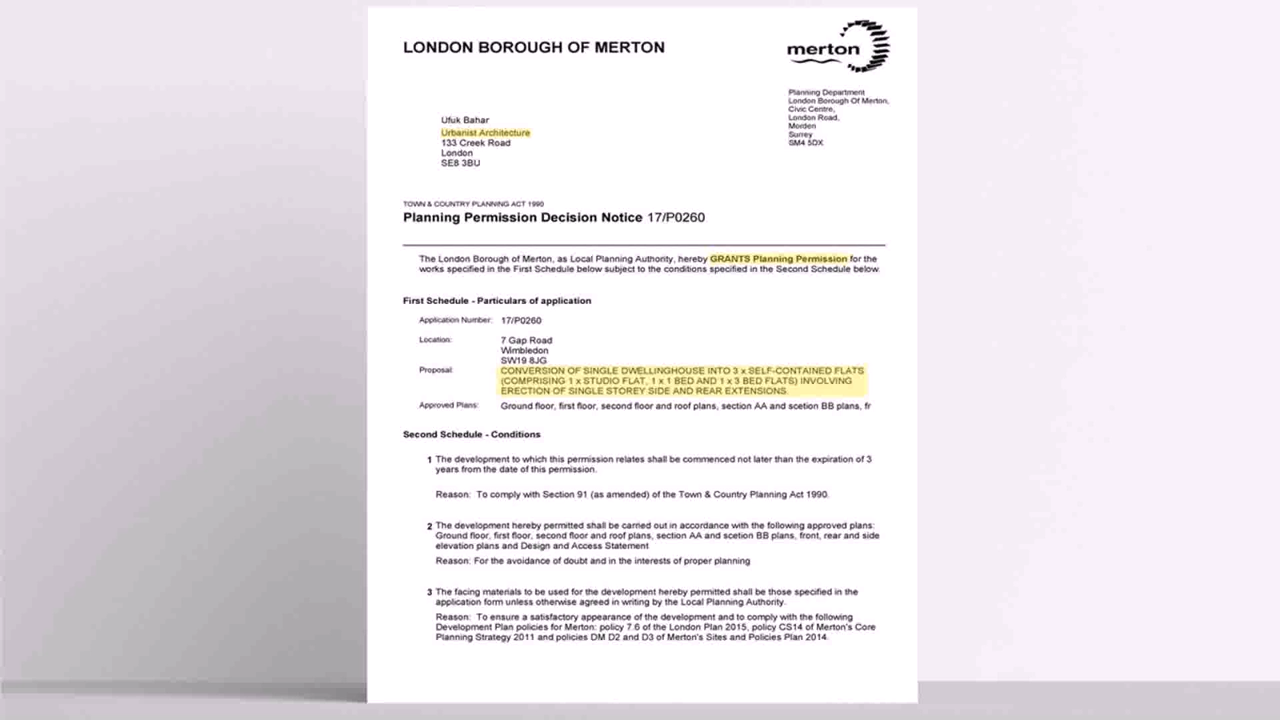 LONDON BOROUGH OF MERTON
merton
Planning Department
London Borough Of Merton,
Civic Centre,
London Road,
Morden
Surrey
SM4 5DX
Ufuk Bahar
Urbanist Architecture
133 Creek Road
London
SE8 3BU
TOWN & COUNTRY PLANNING ACT 1990
Planning Permission Decision Notice 17/P0260
The London Borough of Merton, as Local Planning Authority, hereby GRANTS Planning Permission for the
works specified in the First Schedule below subject to the conditions specified in the Second Schedule below.
First Schedule - Particulars of application
Application Number: 17/P0260
Location: 7 Gap Road
Wimbledon
SW19 8JG
Proposal: CONVERSION OF SINGLE DWELLINGHOUSE INTO 3 x SELF-CONTAINED FLATS
(COMPRISING 1 x STUDIO FLAT, 1 x 1 BED AND 1 x 3 BED FLATS) INVOLVING
ERECTION OF SINGLE STOREY SIDE AND REAR EXTENSIONS.
Approved Plans: Ground floor, first floor, second floor and roof plans, section AA and scetion BB plans, fr
Second Schedule - Conditions
1 The development to which this permission relates shall be commenced not later than the expiration of 3
years from the date of this permission.
Reason: To comply with Section 91 (as amended) of the Town & Country Planning Act 1990.
2 The development hereby permitted shall be carried out in accordance with the following approved plans:
Ground floor, first floor, second floor and roof plans, section AA and scetion BB plans, front, rear and side
elevation plans and Design and Access Statement
Reason: For the avoidance of doubt and in the interests of proper planning
3 The facing materials to be used for the development hereby permitted shall be those specified in the
application form unless otherwise agreed in writing by the Local Planning Authority.
Reason: To ensure a satisfactory appearance of the development and to comply with the following
Development Plan policies for Merton: policy 7.6 of the London Plan 2015, policy CS14 of Merton's Core
Planning Strategy 2011 and policies DM D2 and D3 of Merton's Sites and Policies Plan 2014.